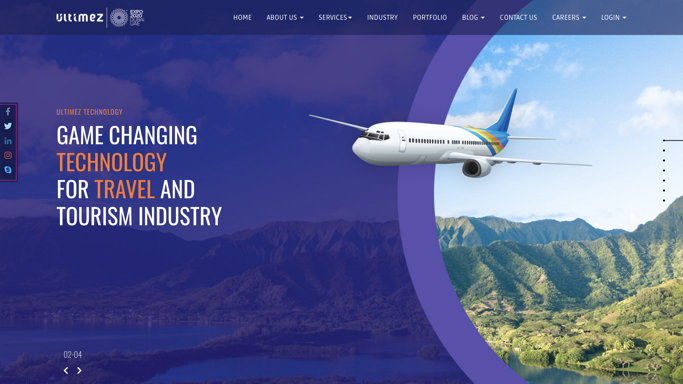 ultimez
EXPO
2020
DUBAI
UAE
HOME
ABOUT US
SERVICES
INDUSTRY
PORTFOLIO
BLOG
CONTACT US
CAREERS
LOGIN
ULTIMEZ TECHNOLOGY
GAME CHANGING
TECHNOLOGY
FOR TRAVEL AND
TOURISM INDUSTRY
02-04